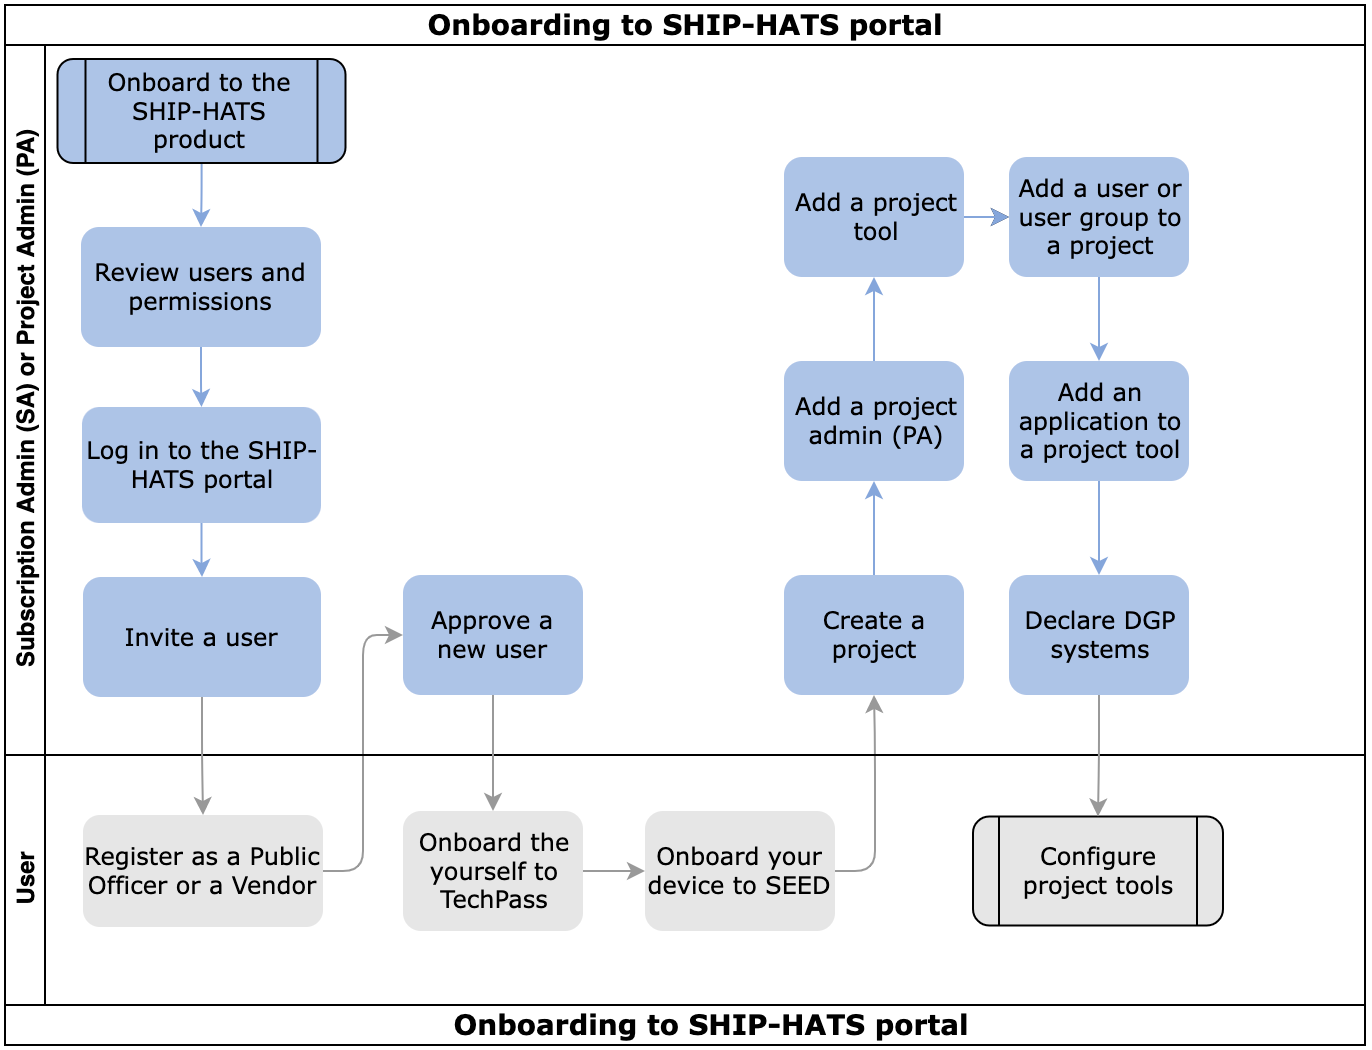 Onboarding to SHIP-HATS portal
Subscription Admin (SA) or Project Admin (PA)
Onboard to the
SHIP-HATS
product
Review users and
permissions
Log in to the SHIP-
HATS portal
Invite a user
Approve a
new user
Create a
project
Add a project
admin (PA)
Add a project
tool
Add a user or
user group to
a project
Add an
application to
a project tool
Declare DGP
systems
User
Register as a Public
Officer or a Vendor
Onboard the
yourself to
TechPass
Onboard your
device to SEED
Configure
project tools
Onboarding to SHIP-HATS portal